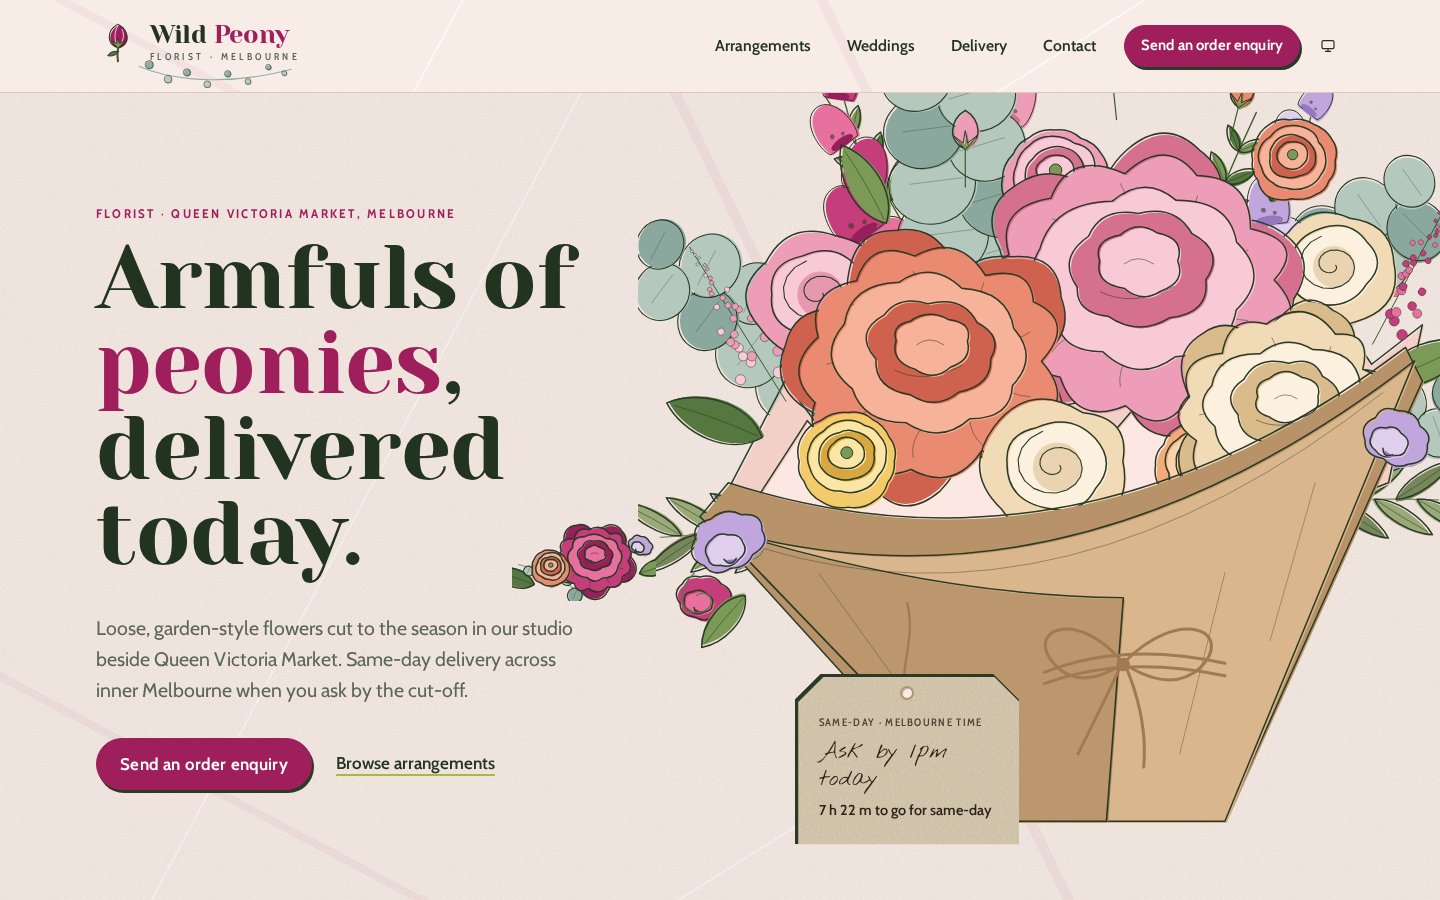 Wild Peony
FLORIST · MELBOURNE
Arrangements
Weddings
Delivery
Contact
Send an order enquiry
FLORIST · QUEEN VICTORIA MARKET, MELBOURNE
Armfuls of
peonies,
delivered
today.
Loose, garden-style flowers cut to the season in our studio
beside Queen Victoria Market. Same-day delivery across
inner Melbourne when you ask by the cut-off.
Send an order enquiry
Browse arrangements
SAME-DAY · MELBOURNE TIME
Ask by 1pm
today
7 h 22 m to go for same-day